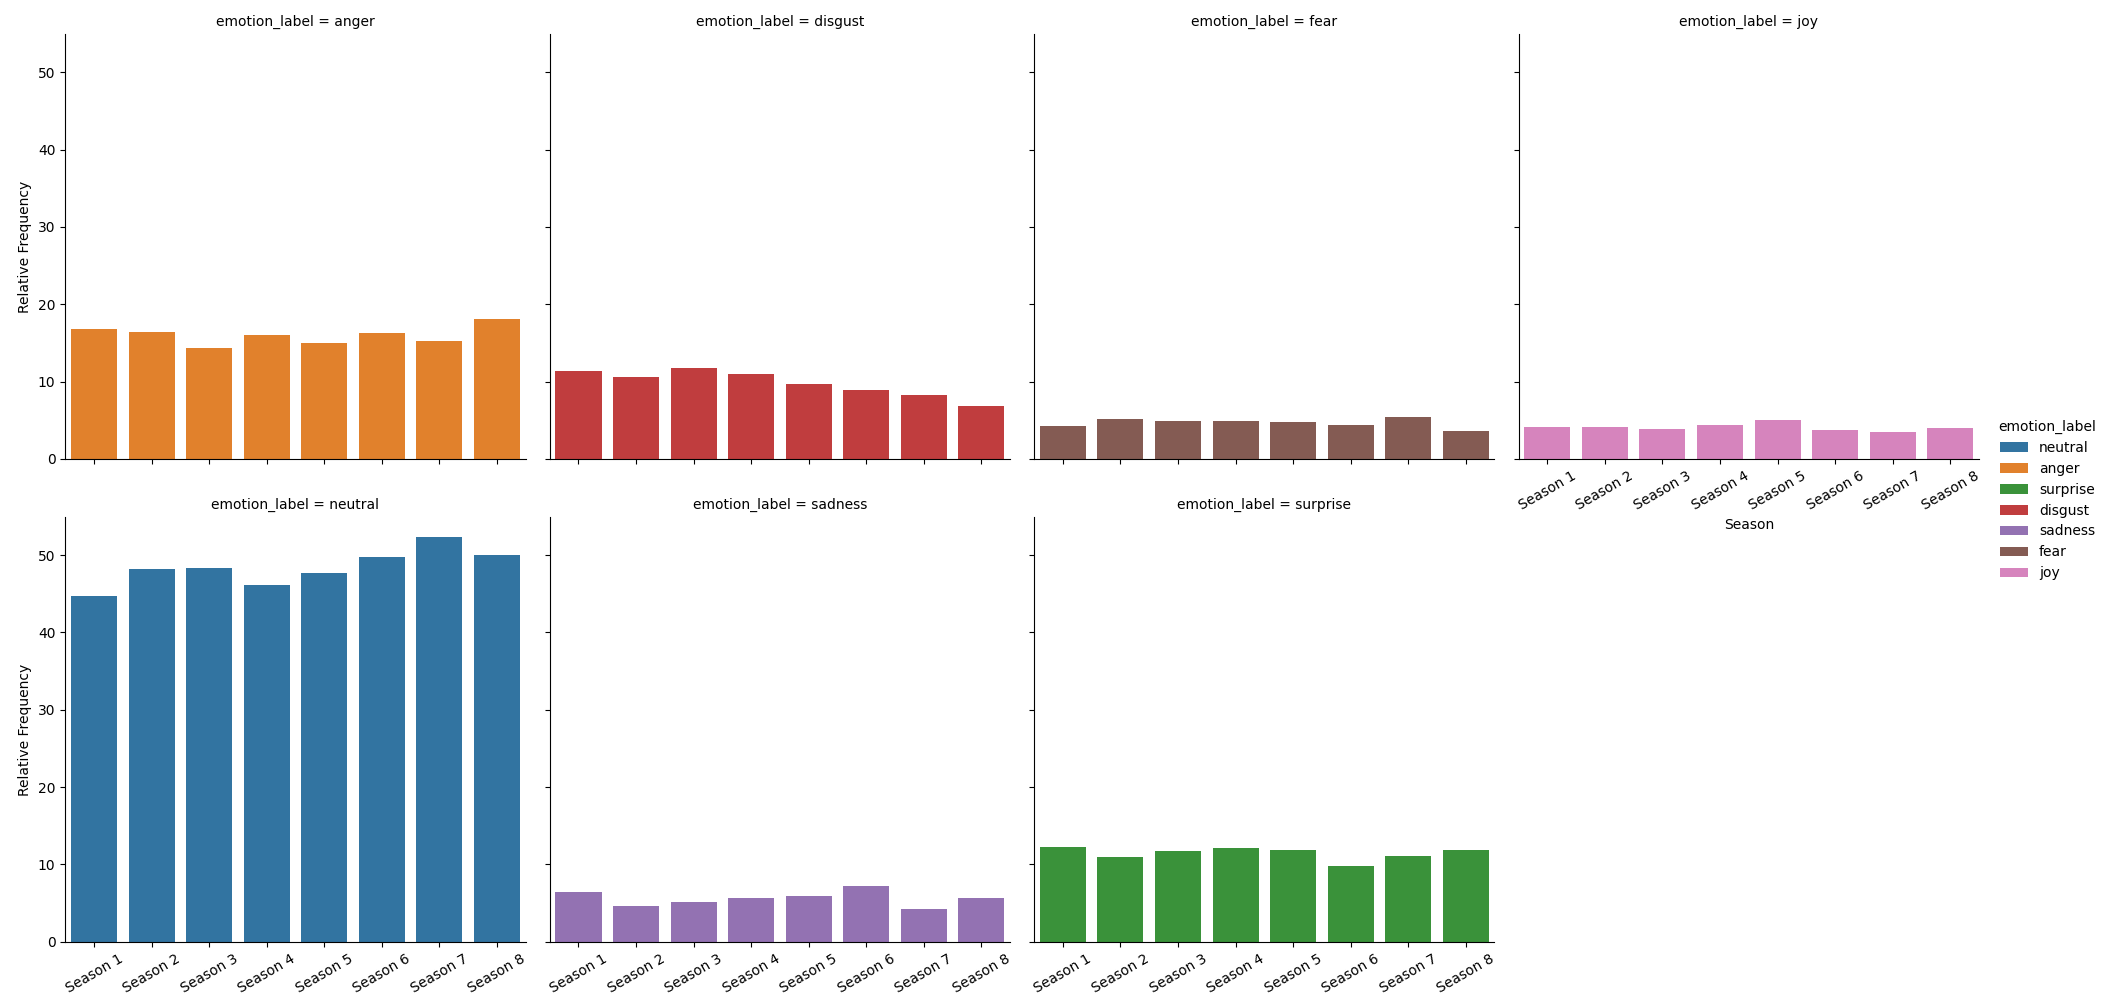 emotion_label = anger
emotion_label = disgust
emotion_label = fear
emotion_label = joy
Relative Frequency
50
40
30
20
10
0
Season 1
Season 2
Season 3
Season 4
Season 5
Season 6
Season 7
Season 8
Season
emotion_label
neutral
anger
surprise
disgust
sadness
fear
joy
emotion_label = neutral
emotion_label = sadness
emotion_label = surprise
Relative Frequency
50
40
30
20
10
0
Season 1
Season 2
Season 3
Season 4
Season 5
Season 6
Season 7
Season 8
Season 1
Season 2
Season 3
Season 4
Season 5
Season 6
Season 7
Season 8
Season 1
Season 2
Season 3
Season 4
Season 5
Season 6
Season 7
Season 8